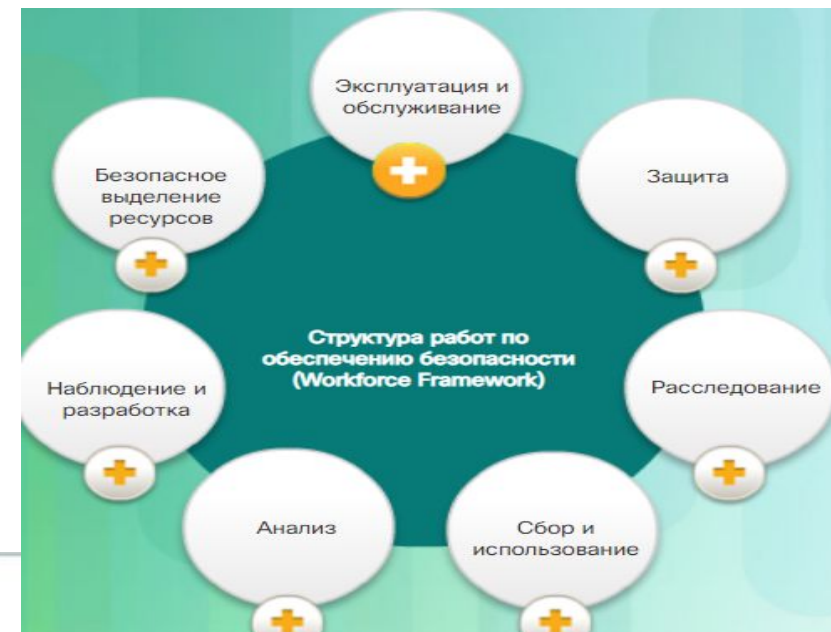 Эксплуатация и
обслуживание
Безопасное
выделение
ресурсов
Защита
Структура работ по
обеспечению безопасности
(Workforce Framework)
Наблюдение и
разработка
Расследование
Анализ
Сбор и
использование